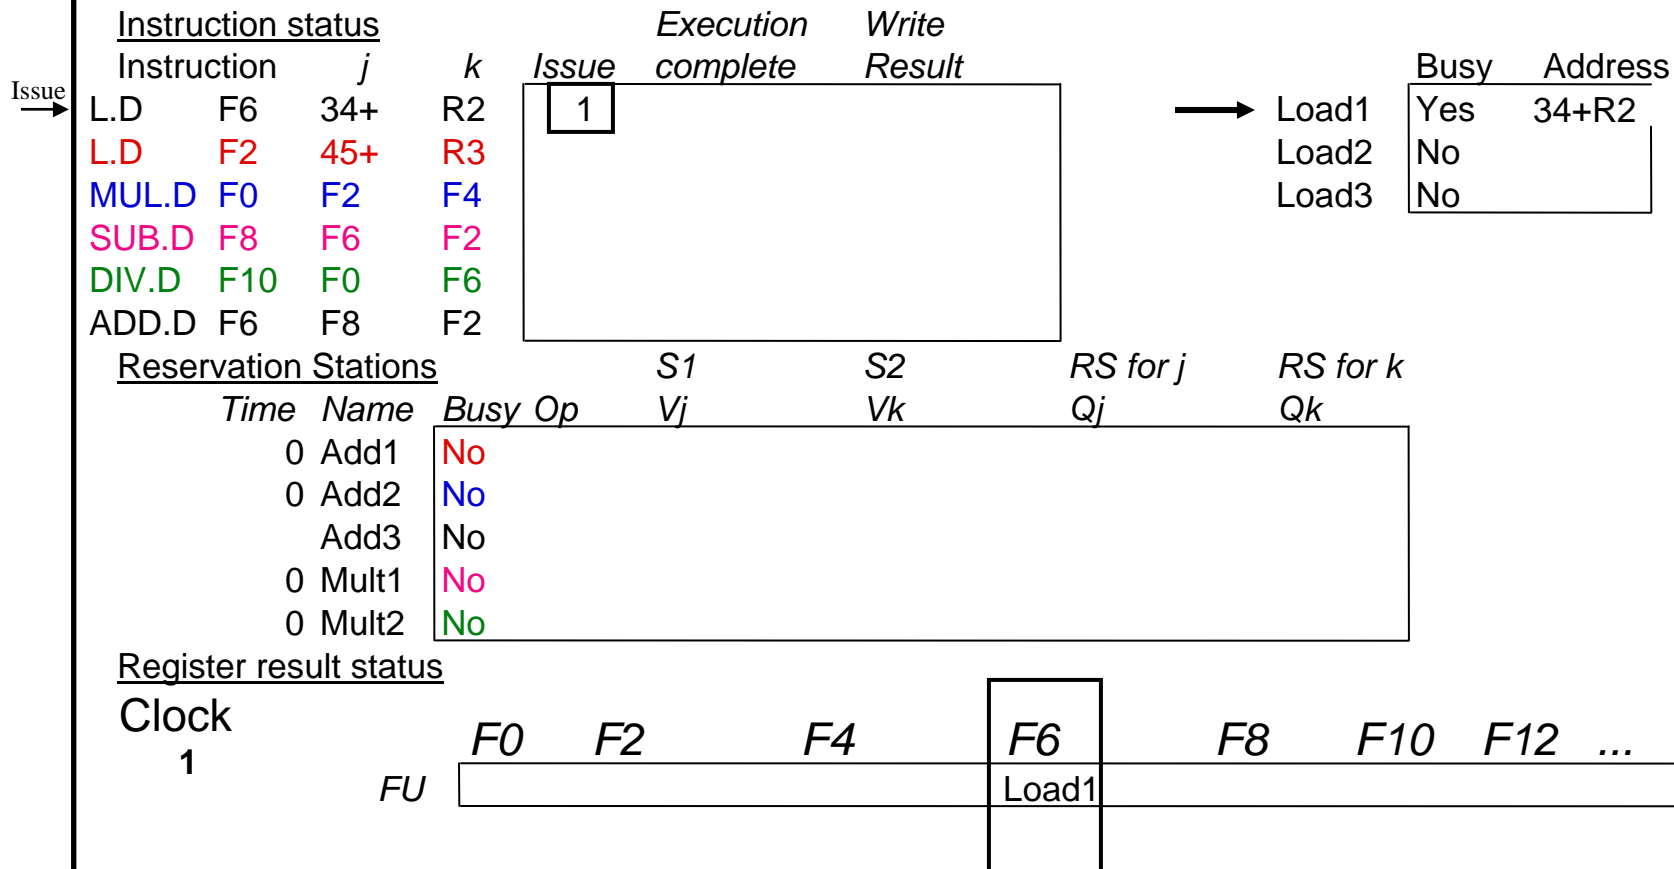 Instruction status Execution Write
Instruction j k Issue complete Result Busy Address
Issue
L.D F6 34+ R2 1 Load1 Yes 34+R2
L.D F2 45+ R3 Load2 No
MUL.D F0 F2 F4 Load3 No
SUB.D F8 F6 F2
DIV.D F10 F0 F6
ADD.D F6 F8 F2
Reservation Stations S1 S2 RS for j RS for k
Time Name Busy Op Vj Vk Qj Qk
0 Add1 No
0 Add2 No
Add3 No
0 Mult1 No
0 Mult2 No
Register result status
Clock
F0 F2 F4 F6 F8 F10 F12 ...
1
FU Load1